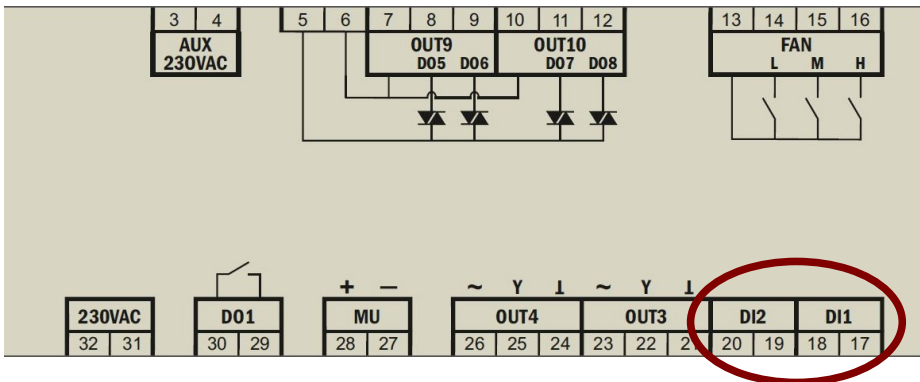 3 4 5 6 7 8 9 10 11 12 13 14 15 16
AUX OUT9 OUT10 FAN
230VAC DO5 DO6 DO7 DO8 L M H
+ − ~ Y ⊥ ~ Y ⊥
230VAC DO1 MU OUT4 OUT3 DI2 DI1
32 31 30 29 28 27 26 25 24 23 22 21 20 19 18 17